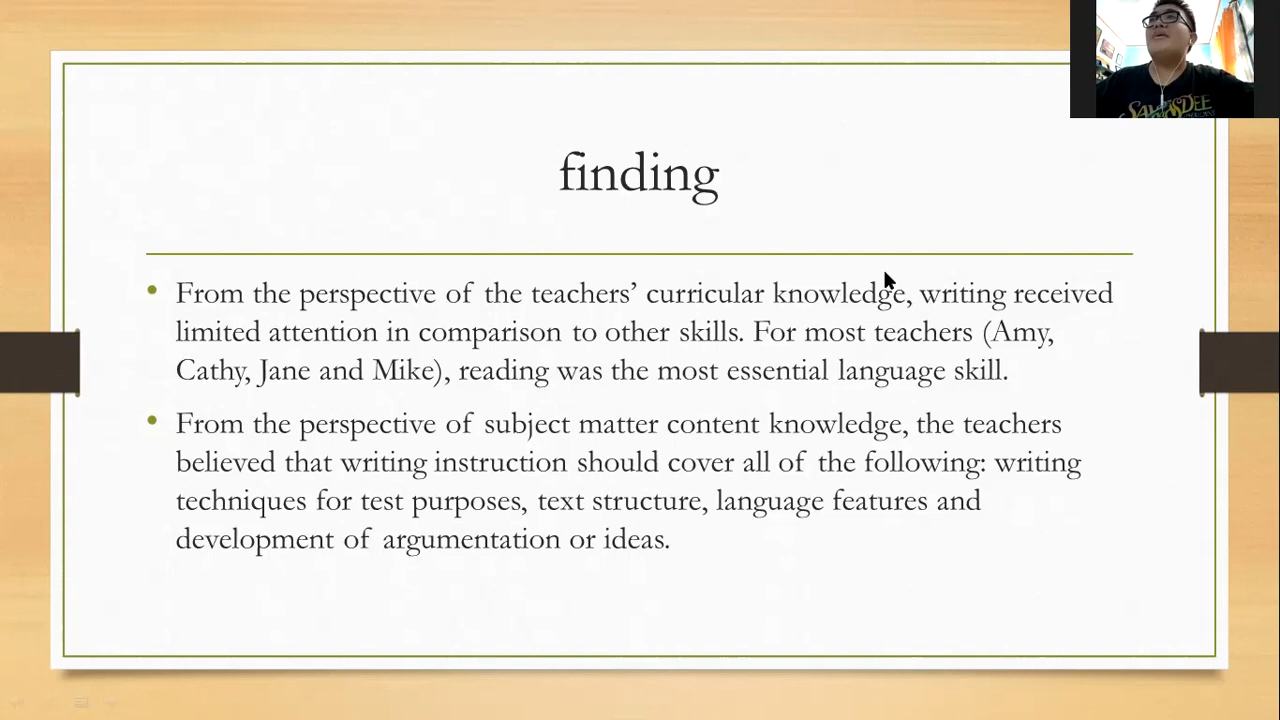 finding
• From the perspective of the teachers’ curricular knowledge, writing received
limited attention in comparison to other skills. For most teachers (Amy,
Cathy, Jane and Mike), reading was the most essential language skill.
• From the perspective of subject matter content knowledge, the teachers
believed that writing instruction should cover all of the following: writing
techniques for test purposes, text structure, language features and
development of argumentation or ideas.